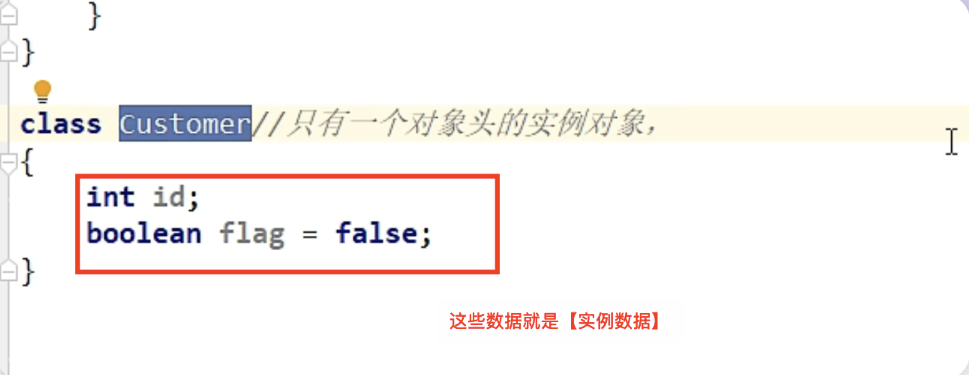 }
}
class Customer//只有一个对象头的实例对象,
{
int id;
boolean flag = false;
}
这些数据就是【实例数据】